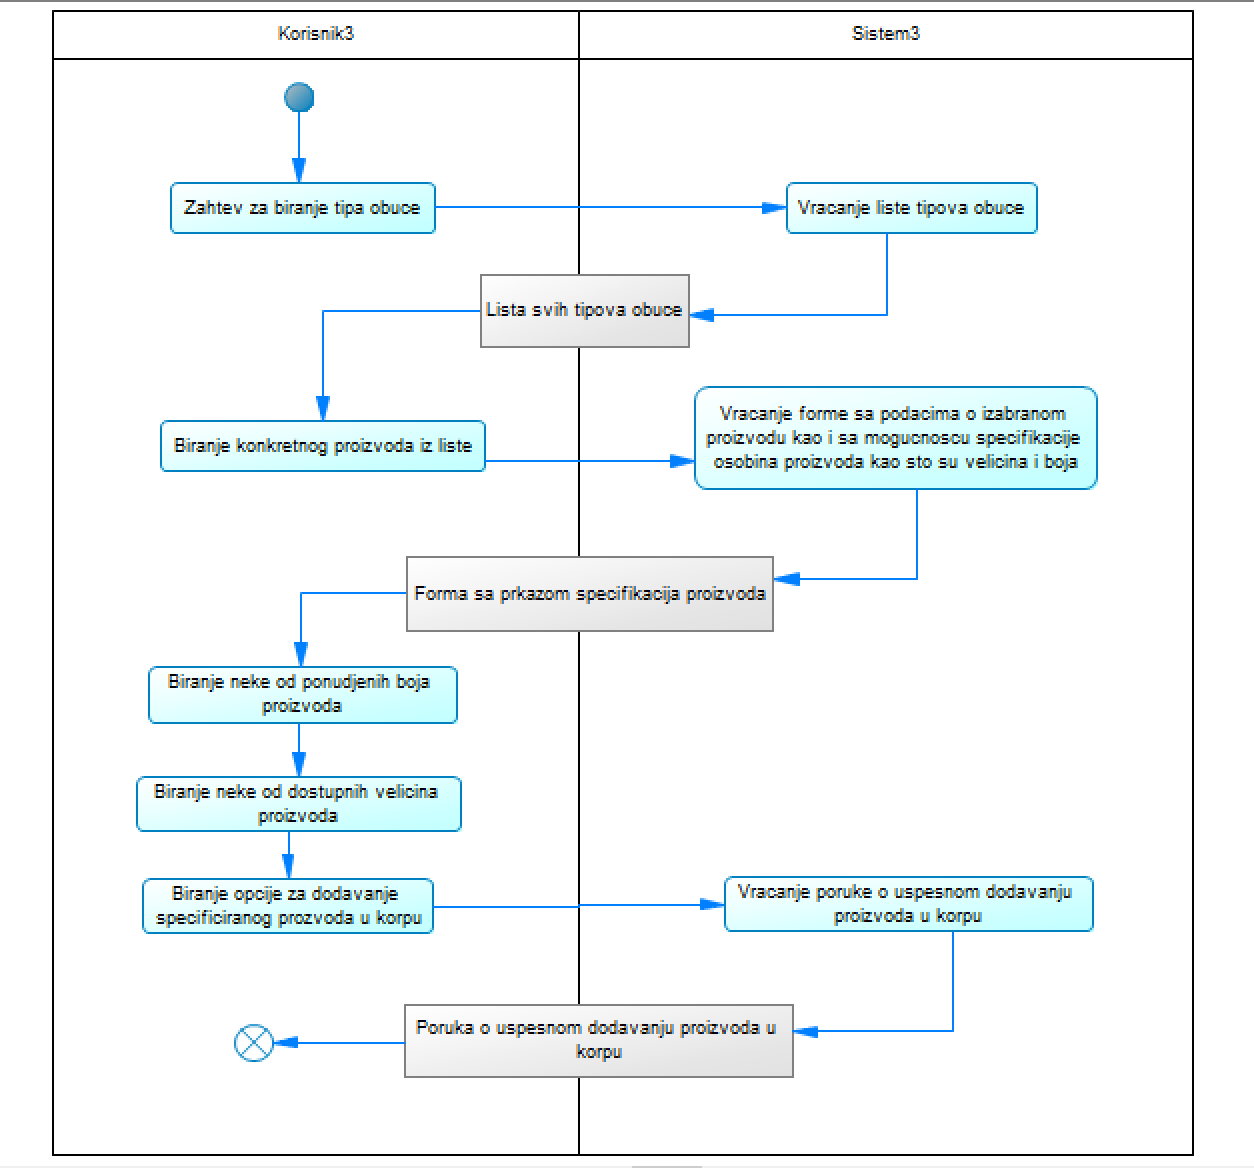 Korisnik3
Sistem3
Zahtev za biranje tipa obuce
Vracanje liste tipova obuce
Lista svih tipova obuce
Biranje konkretnog proizvoda iz liste
Vracanje forme sa podacima o izabranom
proizvodu kao i sa mogucnoscu specifikacije
osobina proizvoda kao sto su velicina i boja
Forma sa prkazom specifikacija proizvoda
Biranje neke od ponudjenih boja
proizvoda
Biranje neke od dostupnih velicina
proizvoda
Biranje opcije za dodavanje
specificiranog prozvoda u korpu
Vracanje poruke o uspesnom dodavanju
proizvoda u korpu
Poruka o uspesnom dodavanju proizvoda u
korpu